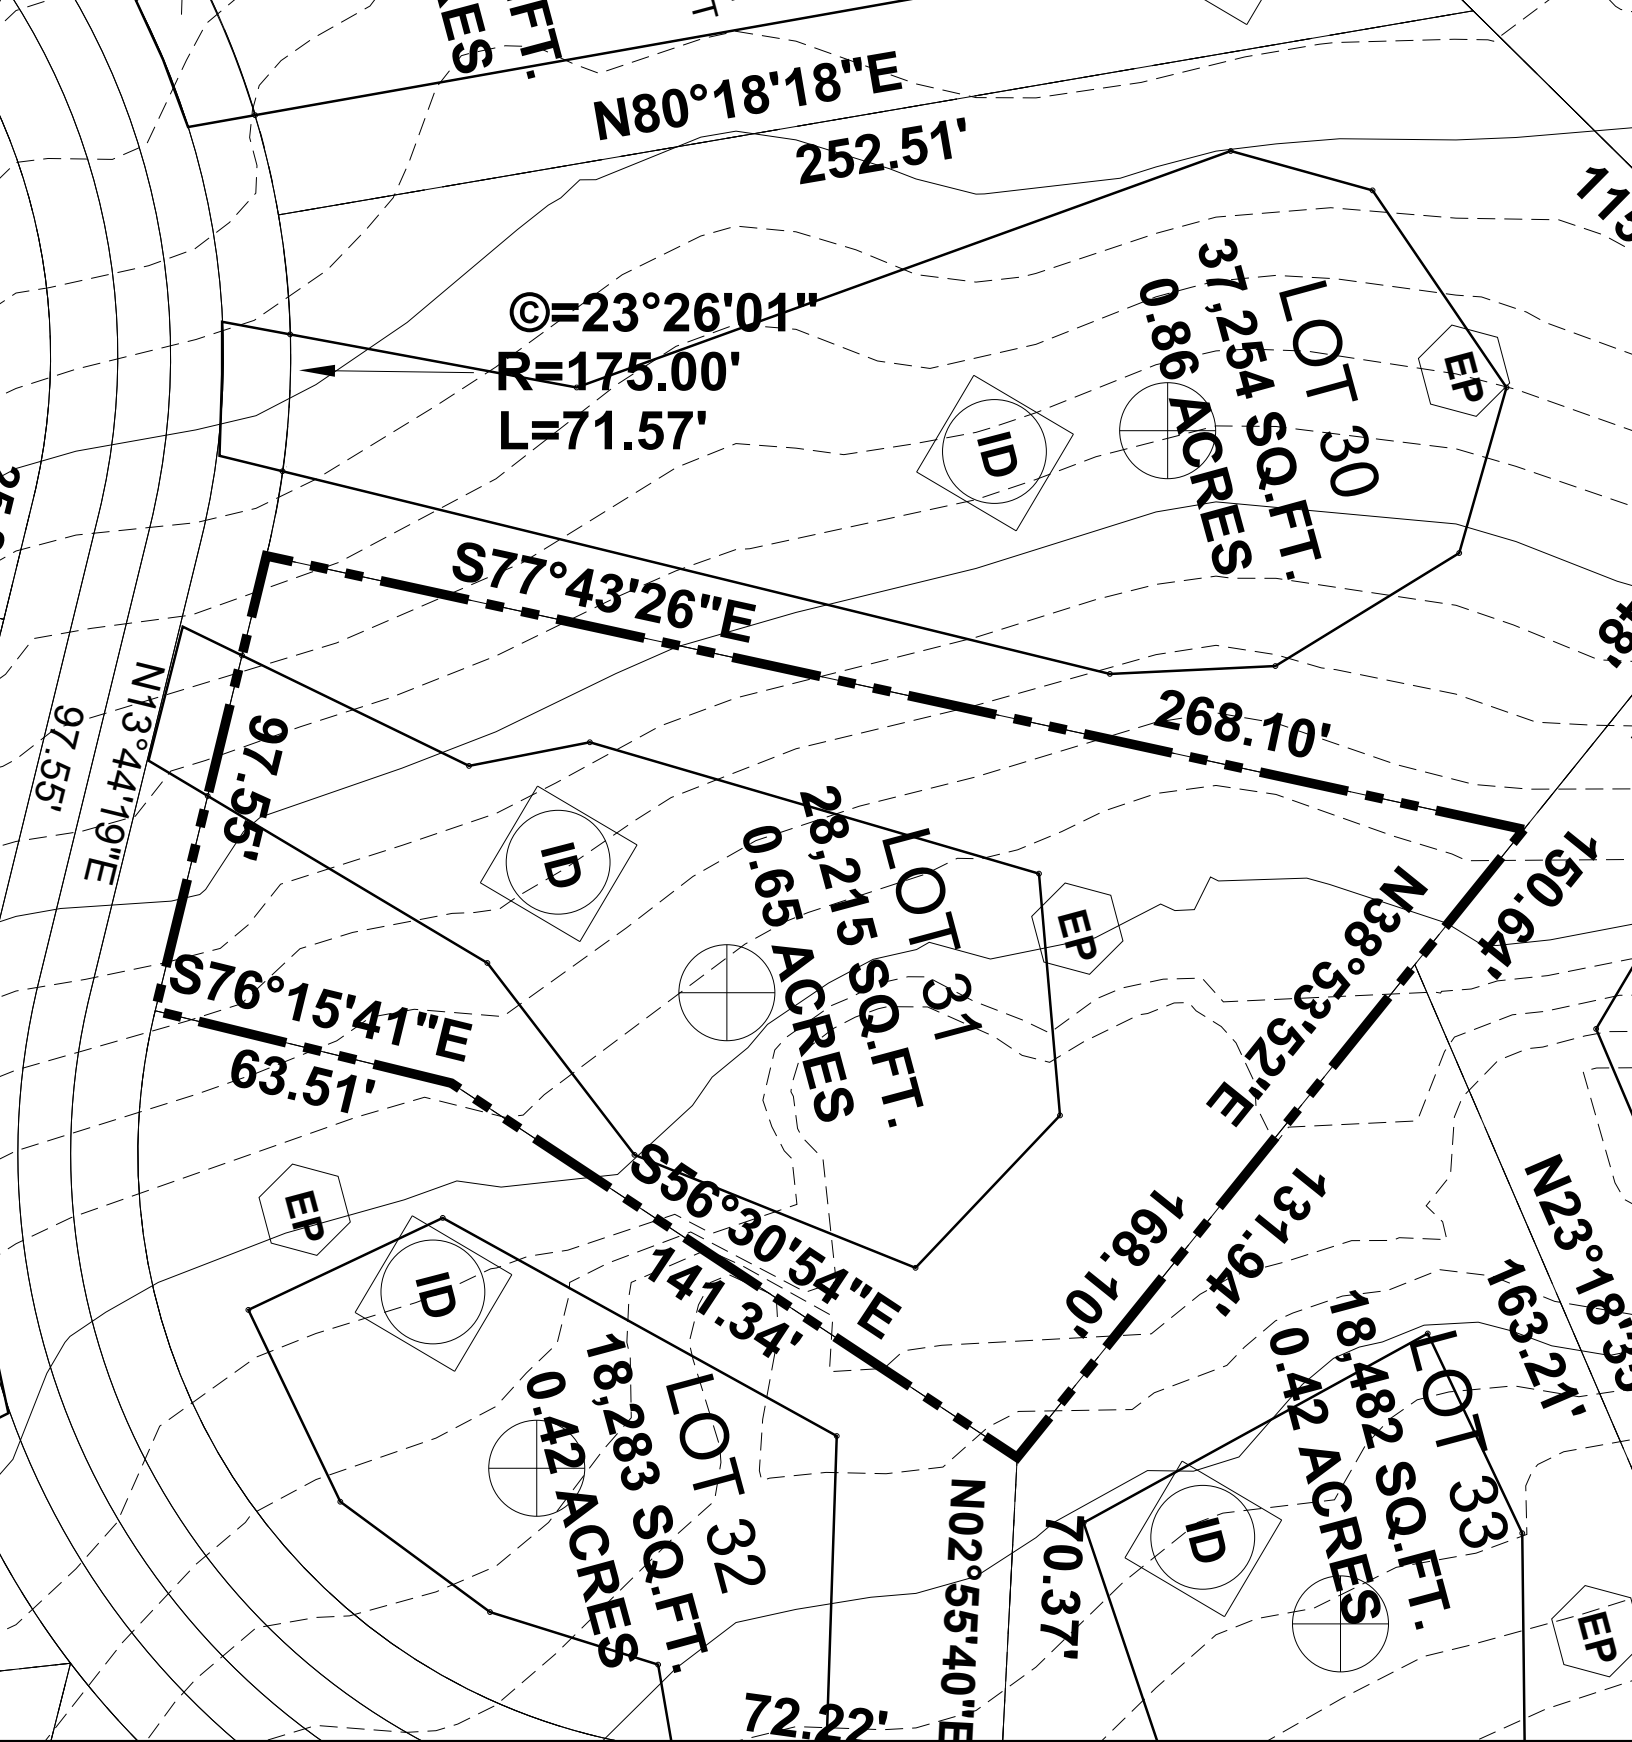 FT.
N80°18'18"E
252.51'
©=23°26'01"
R=175.00'
L=71.57'
LOT 30
37,254 SQ.FT.
0.86 ACRES
ID
EP
S77°43'26"E
268.10'
97.55'
N13°44'19"E
97.55'
ID
LOT 31
28,215 SQ.FT.
0.65 ACRES
EP
N38°53'52"E
150.64'
168.10'
131.94'
S76°15'41"E
63.51'
S56°30'54"E
141.34'
EP
ID
LOT 32
18,283 SQ.FT.
0.42 ACRES
163.21'
LOT 33
18,482 SQ.FT.
0.42 ACRES
ID
EP
N02°55'40"E
70.37'
72.22'